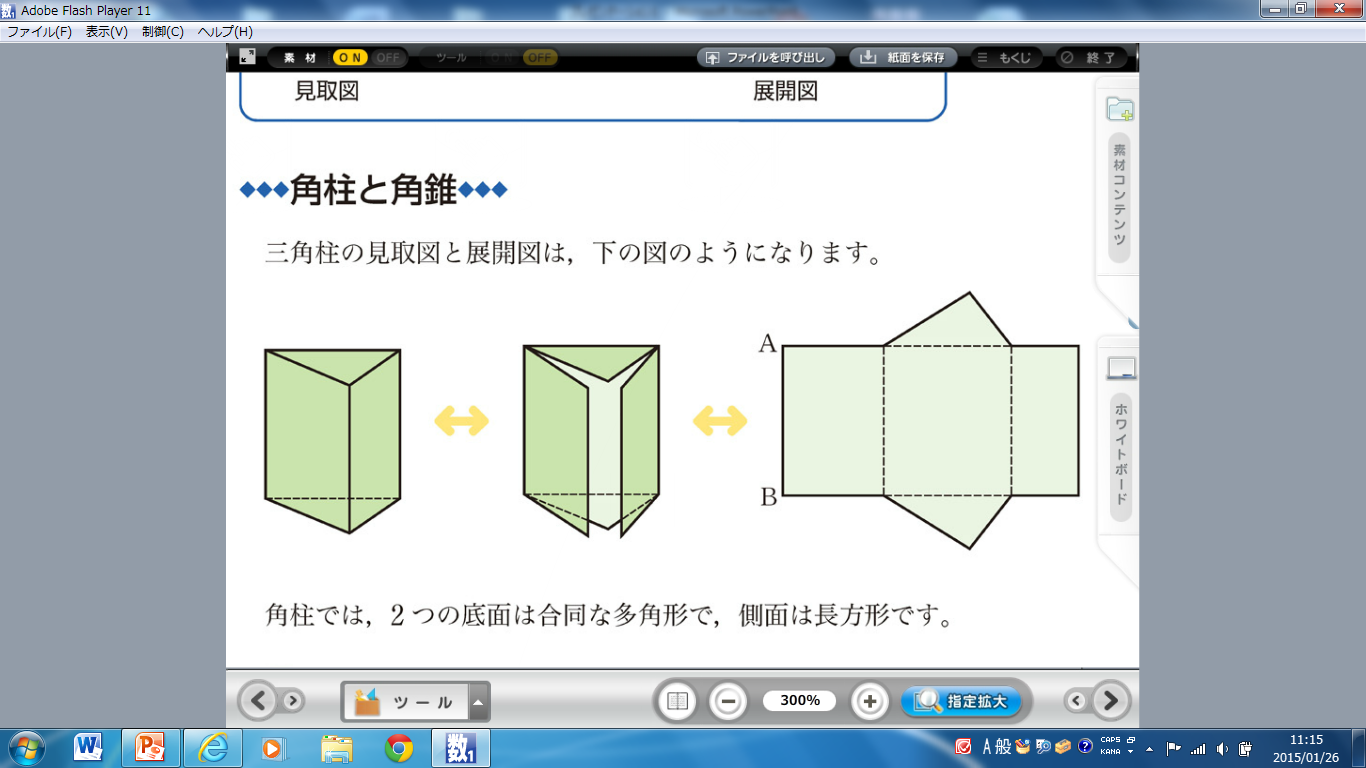 Adobe Flash Player 11
ファイル(F) 表示(V) 制御(C) ヘルプ(H)
素材 ON OFF ツール ON OFF ファイルを呼び出し 紙面を保存 もくじ 終了
見取図 展開図
素材コンテンツ
角柱と角錐
三角柱の見取図と展開図は，下の図のようになります。
A
B
ホワイトボード
角柱では，2つの底面は合同な多角形で，側面は長方形です。
ツール 300% 指定拡大
数1 A 般 CAPS KANA 11:15
2015/01/26